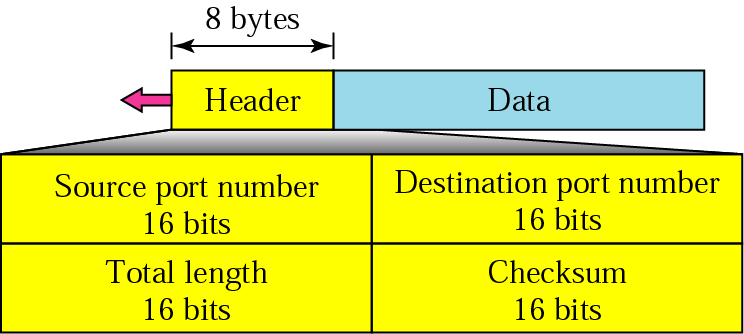 8 bytes
Header
Data
Source port number
16 bits
Destination port number
16 bits
Total length
16 bits
Checksum
16 bits